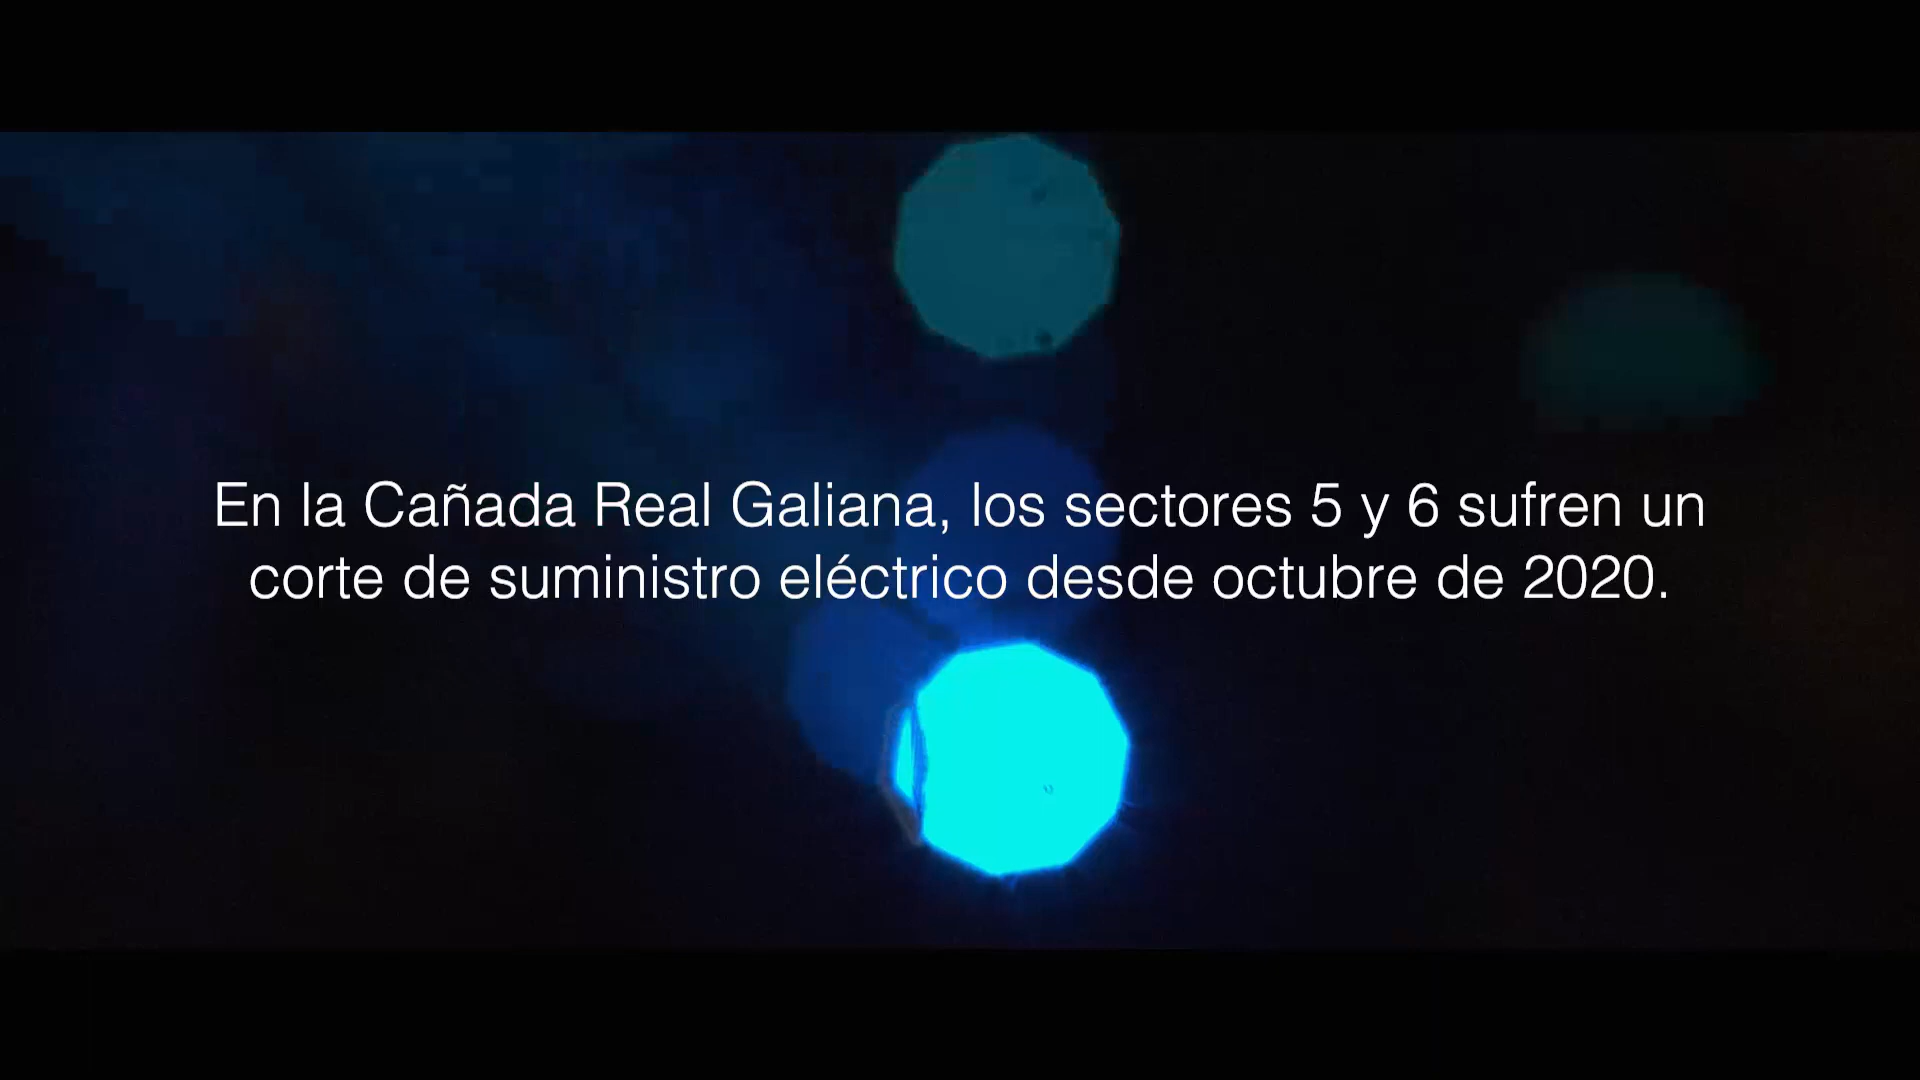 En la Cañada Real Galiana, los sectores 5 y 6 sufren un
corte de suministro eléctrico desde octubre de 2020.